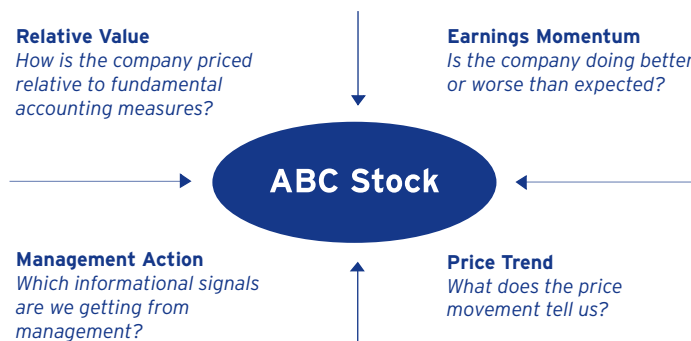 Relative Value
How is the company priced
relative to fundamental
accounting measures?
Earnings Momentum
Is the company doing better
or worse than expected?
ABC Stock
Management Action
Which informational signals
are we getting from
management?
Price Trend
What does the price
movement tell us?